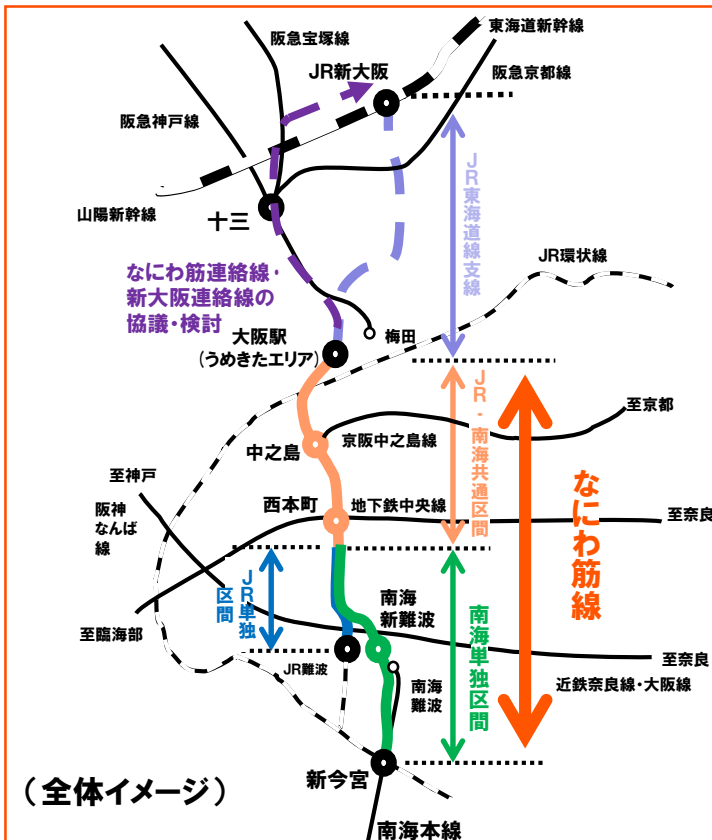 東海道新幹線
阪急宝塚線
JR新大阪
阪急京都線
阪急神戸線
山陽新幹線
十三
JR東海道線支線
JR環状線
なにわ筋連絡線・
新大阪連絡線の
協議・検討
大阪駅
(うめきたエリア)
梅田
JR・南海共通区間
至京都
中之島
京阪中之島線
至神戸
阪神
なんば
線
西本町
地下鉄中央線
至奈良
なにわ筋線
JR単独
区間
南海
新難波
南海単独区間
至臨海部
JR難波
南海
難波
至奈良
近鉄奈良線・大阪線
新今宮
(全体イメージ)
南海本線